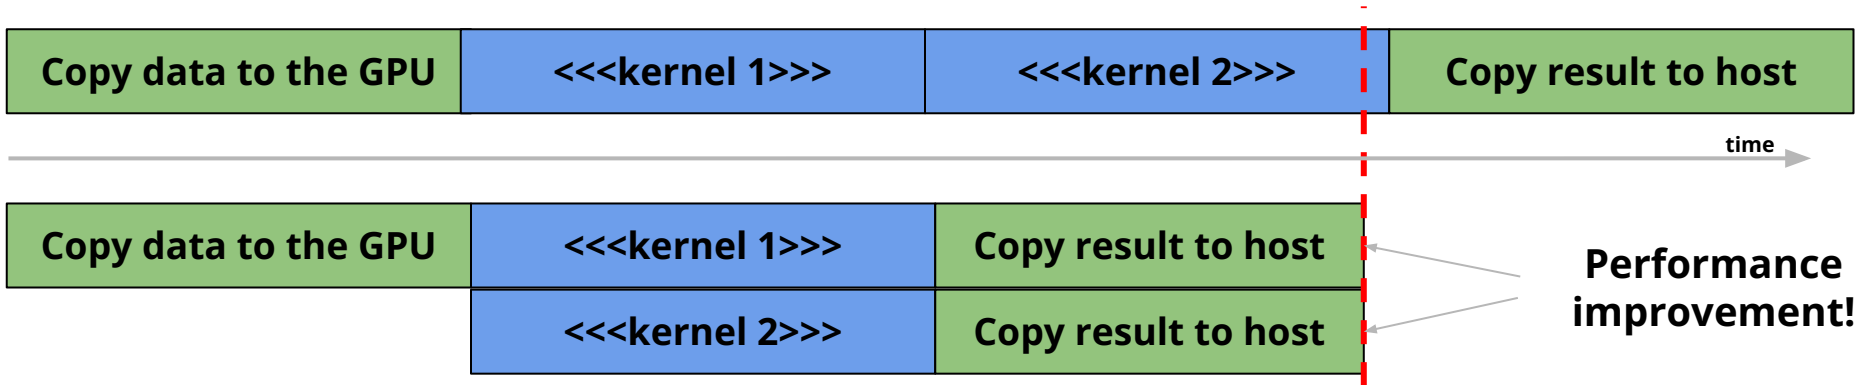 Copy data to the GPU
<<<kernel 1>>>
<<<kernel 2>>>
Copy result to host
time
Copy data to the GPU
<<<kernel 1>>>
Copy result to host
<<<kernel 2>>>
Copy result to host
Performance
improvement!